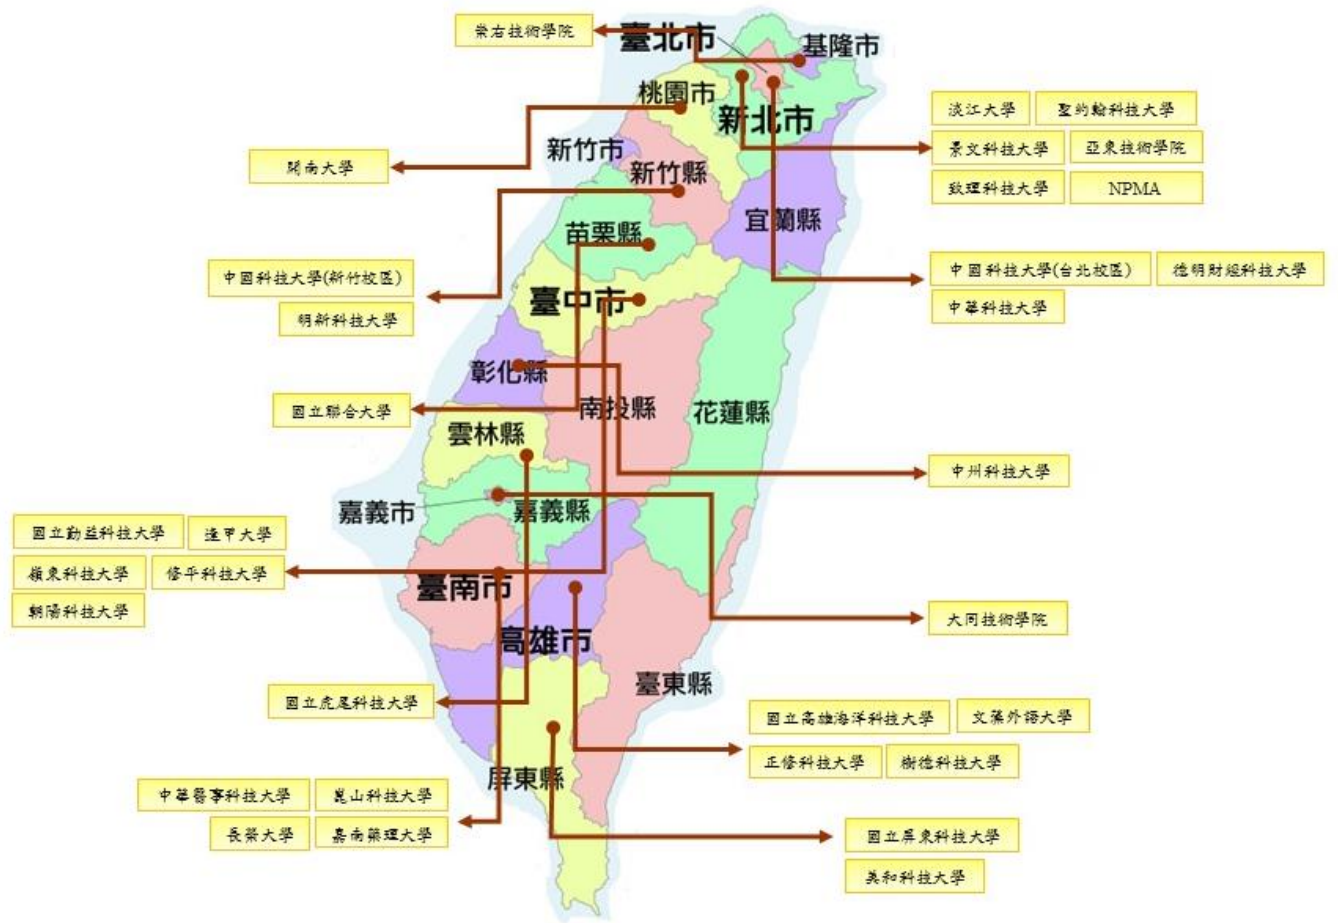 崇右技術學院
臺北市
基隆市
桃園市
新北市
淡江大學 聖約翰科技大學
景文科技大學 亞東技術學院
致理科技大學 NPMA
開南大學
新竹市
新竹縣
宜蘭縣
苗栗縣
中國科技大學(新竹校區)
明新科技大學
中國科技大學(台北校區) 德明財經科技大學
中華科技大學
臺中市
彰化縣
南投縣
花蓮縣
國立聯合大學
雲林縣
中州科技大學
嘉義市
嘉義縣
國立勤益科技大學 逢甲大學
嶺東科技大學 修平科技大學
朝陽科技大學
臺南市
大同技術學院
高雄市
臺東縣
國立虎尾科技大學
國立高雄海洋科技大學 文藻外語大學
正修科技大學 樹德科技大學
屏東縣
中華醫事科技大學 崑山科技大學
長榮大學 嘉南藥理大學
國立屏東科技大學
美和科技大學